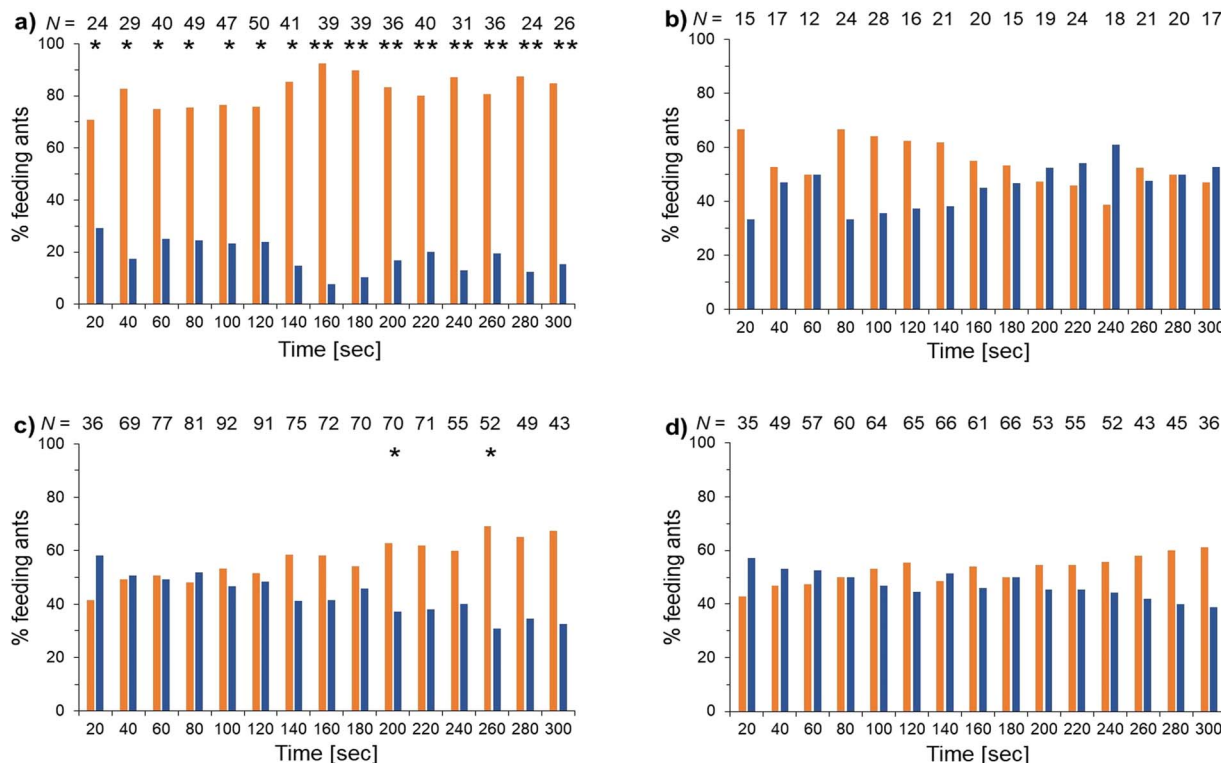 a) N = 24 29 40 49 47 50 41 39 39 36 40 31 36 24 26
* * * * * * * ** ** ** ** ** ** ** **
100
80
60
40
20
0
% feeding ants
20 40 60 80 100 120 140 160 180 200 220 240 260 280 300
Time [sec]
b) N = 15 17 12 24 28 16 21 20 15 19 24 18 21 20 17
100
80
60
40
20
0
% feeding ants
20 40 60 80 100 120 140 160 180 200 220 240 260 280 300
Time [sec]
c) N = 36 69 77 81 92 91 75 72 70 70 71 55 52 49 43
* *
100
80
60
40
20
0
% feeding ants
20 40 60 80 100 120 140 160 180 200 220 240 260 280 300
Time [sec]
d) N = 35 49 57 60 64 65 66 61 66 53 55 52 43 45 36
100
80
60
40
20
0
% feeding ants
20 40 60 80 100 120 140 160 180 200 220 240 260 280 300
Time [sec]